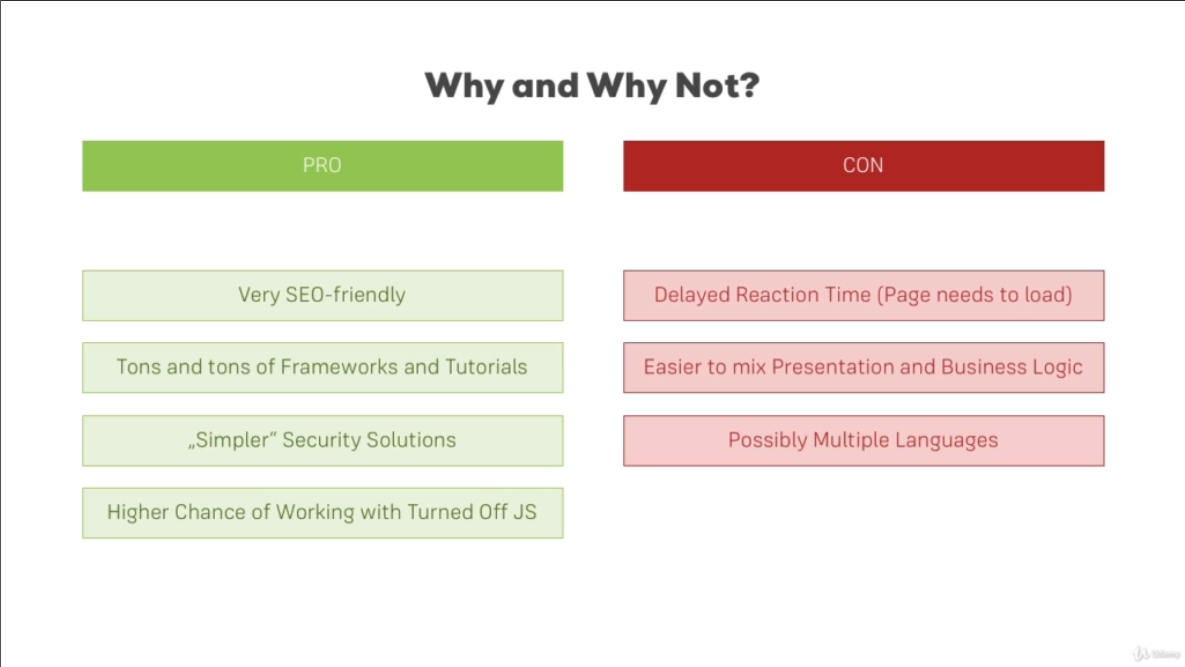 Why and Why Not?
PRO
Very SEO-friendly
Tons and tons of Frameworks and Tutorials
„Simpler“ Security Solutions
Higher Chance of Working with Turned Off JS
CON
Delayed Reaction Time (Page needs to load)
Easier to mix Presentation and Business Logic
Possibly Multiple Languages
Udemy